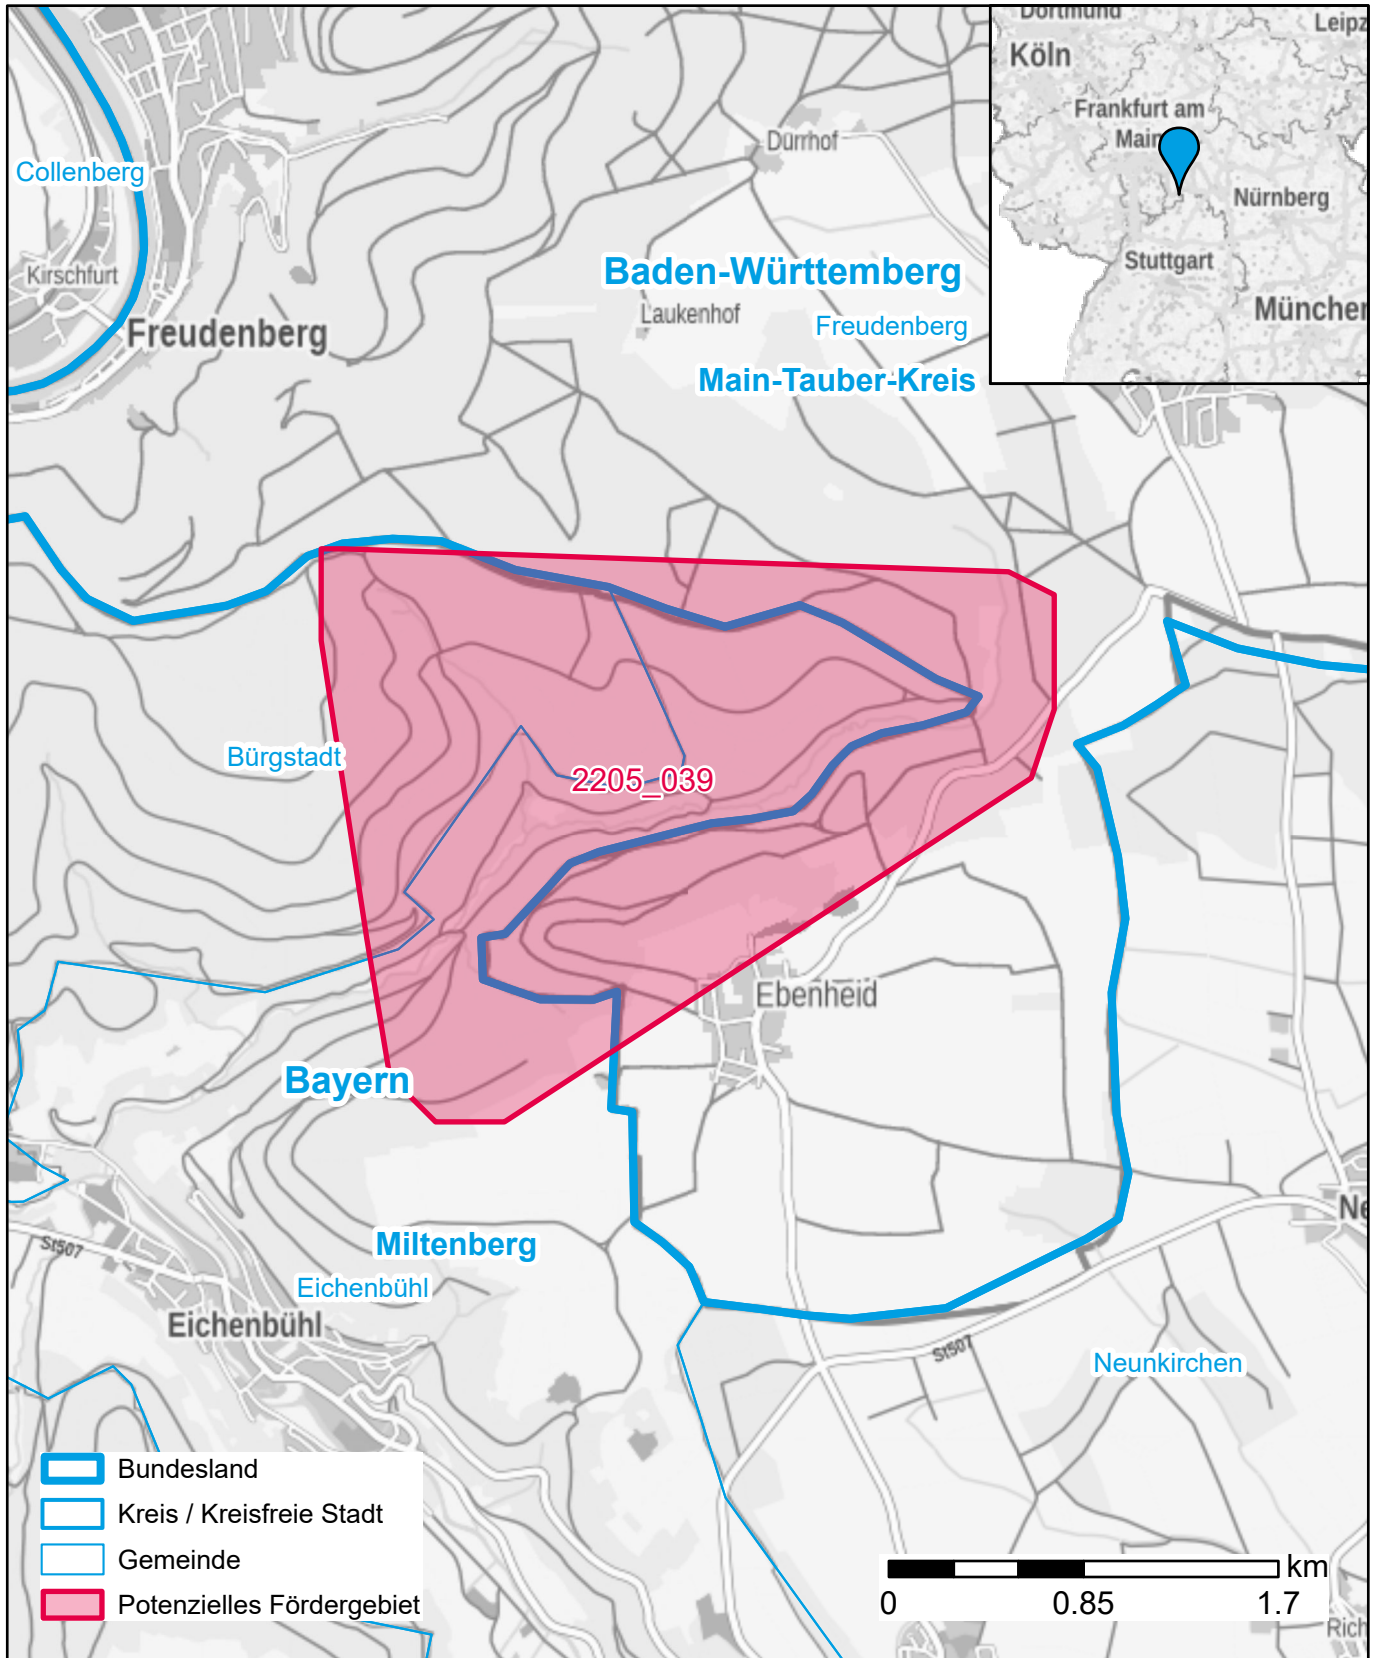 Dortmund
Leipz
Köln
Frankfurt am
Main
Nürnberg
Stuttgart
München
Dürrhof
Collenberg
Kirschfurt
Freudenberg
Baden-Württemberg
Laukenhof
Freudenberg
Main-Tauber-Kreis
Bürgstadt
2205_039
Ebenheid
Bayern
Ne
St507
Miltenberg
Eichenbühl
Eichenbühl
St507
Neunkirchen
Bundesland
Kreis / Kreisfreie Stadt
Gemeinde
Potenzielles Fördergebiet
km
0
0.85
1.7
Rich